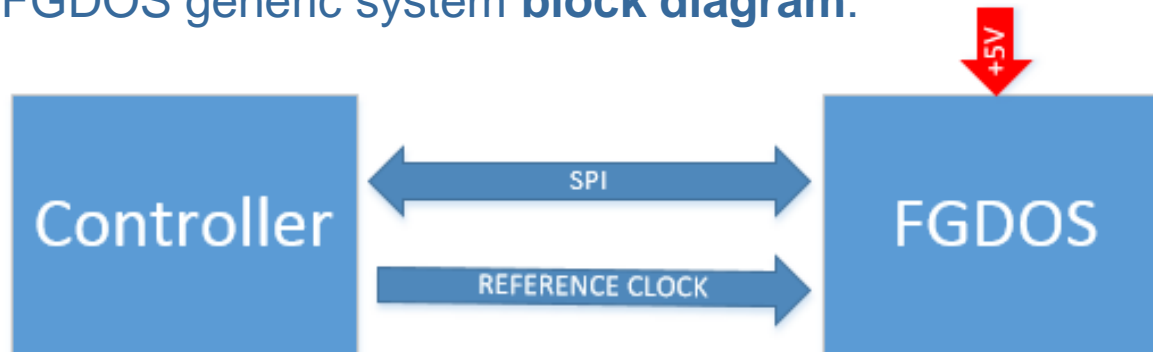 FGDOS generic system block diagram.
+5V
SPI
Controller
FGDOS
REFERENCE CLOCK